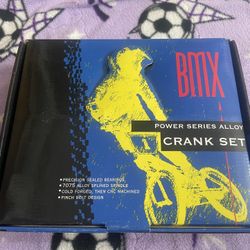 BMX
POWER SERIES ALLOY
CRANK SET
•PRECISION SEALED BEARINGS
•7075 ALLOY SPLINED SPINDLE
•COLD FORGED, THEN CNC MACHINED
•PINCH BOLT DESIGN